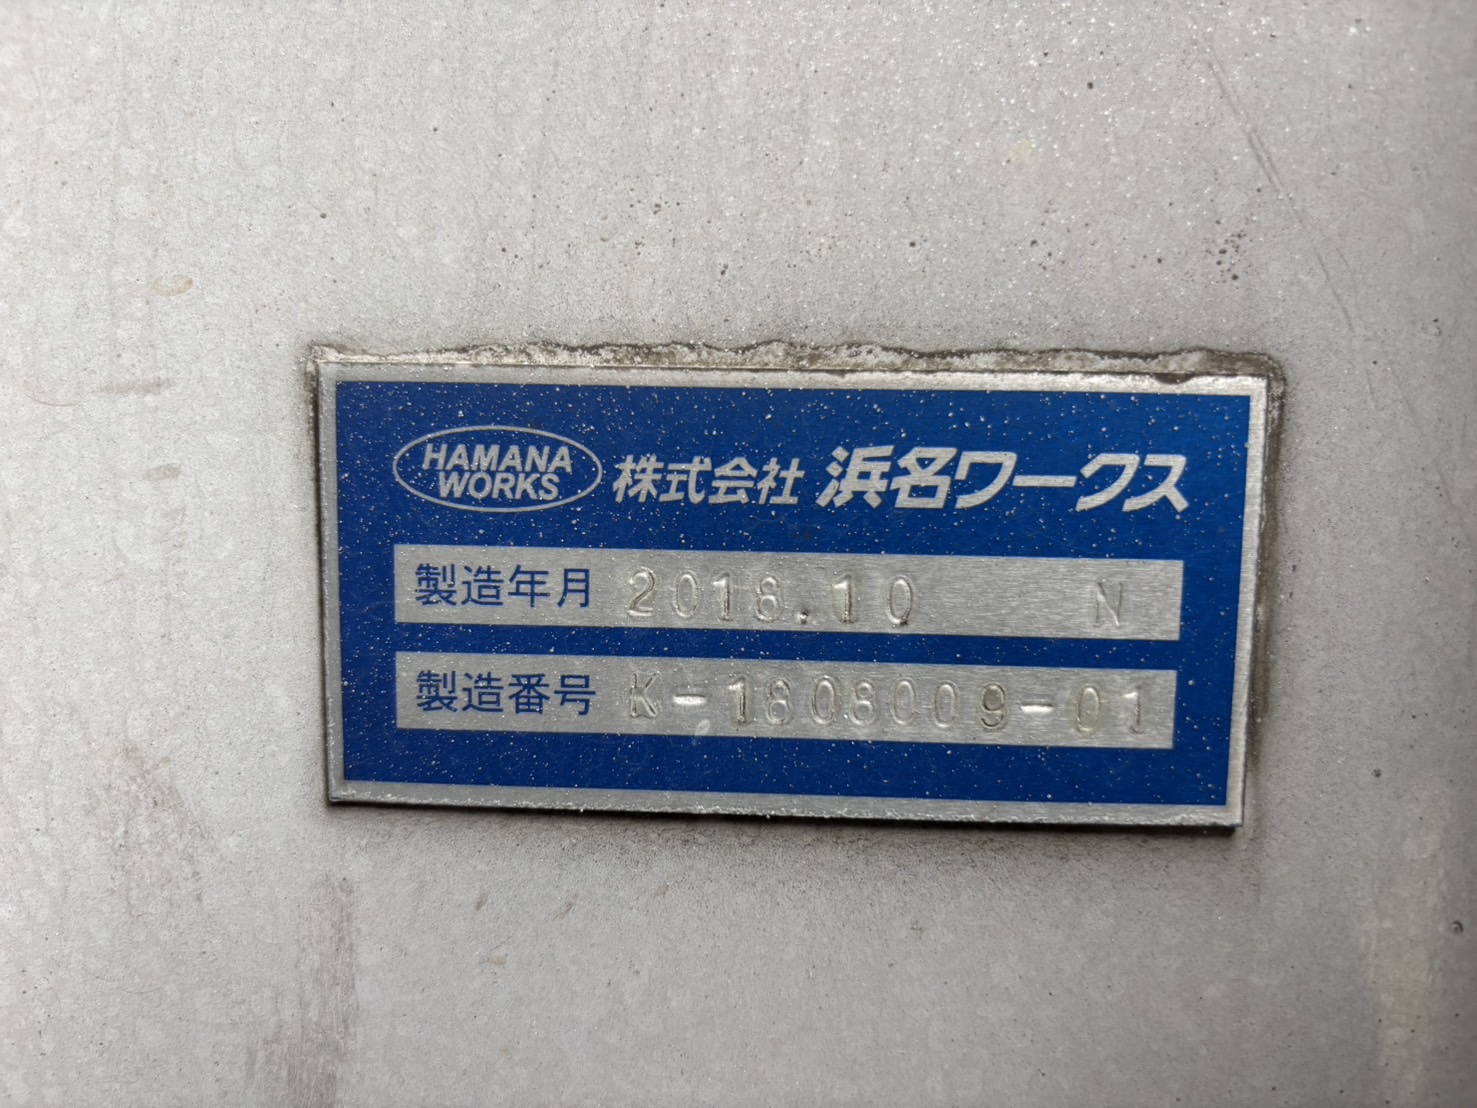 HAMANA
WORKS
株式会社 浜名ワークス
製造年月 2018.10 N
製造番号 K-1808009-01